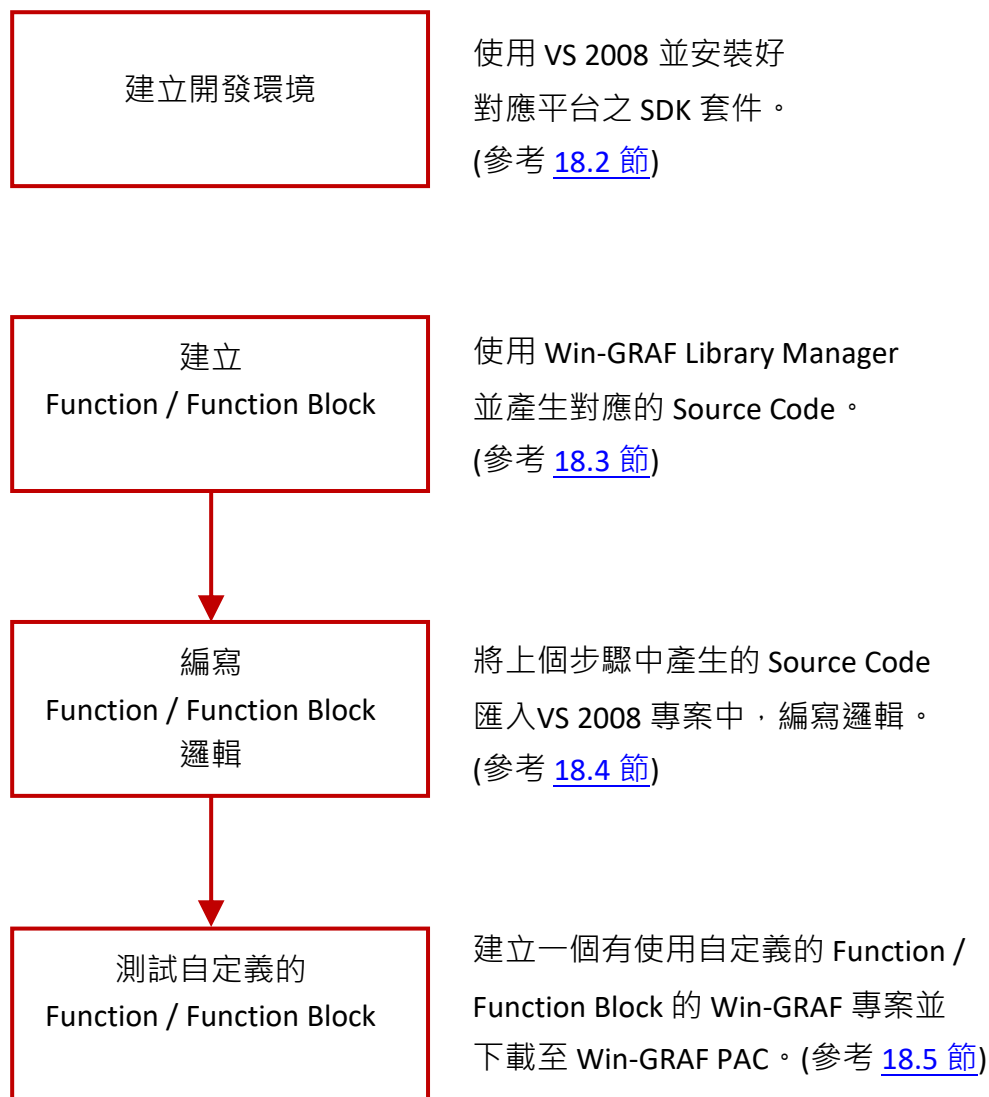 建立開發環境
使用 VS 2008 並安裝好
對應平台之 SDK 套件。
(參考 18.2 節)
建立
Function / Function Block
使用 Win-GRAF Library Manager
並產生對應的 Source Code。
(參考 18.3 節)
編寫
Function / Function Block
邏輯
將上個步驟中產生的 Source Code
匯入VS 2008 專案中，編寫邏輯。
(參考 18.4 節)
測試自定義的
Function / Function Block
建立一個有使用自定義的 Function /
Function Block 的 Win-GRAF 專案並
下載至 Win-GRAF PAC。(參考 18.5 節)